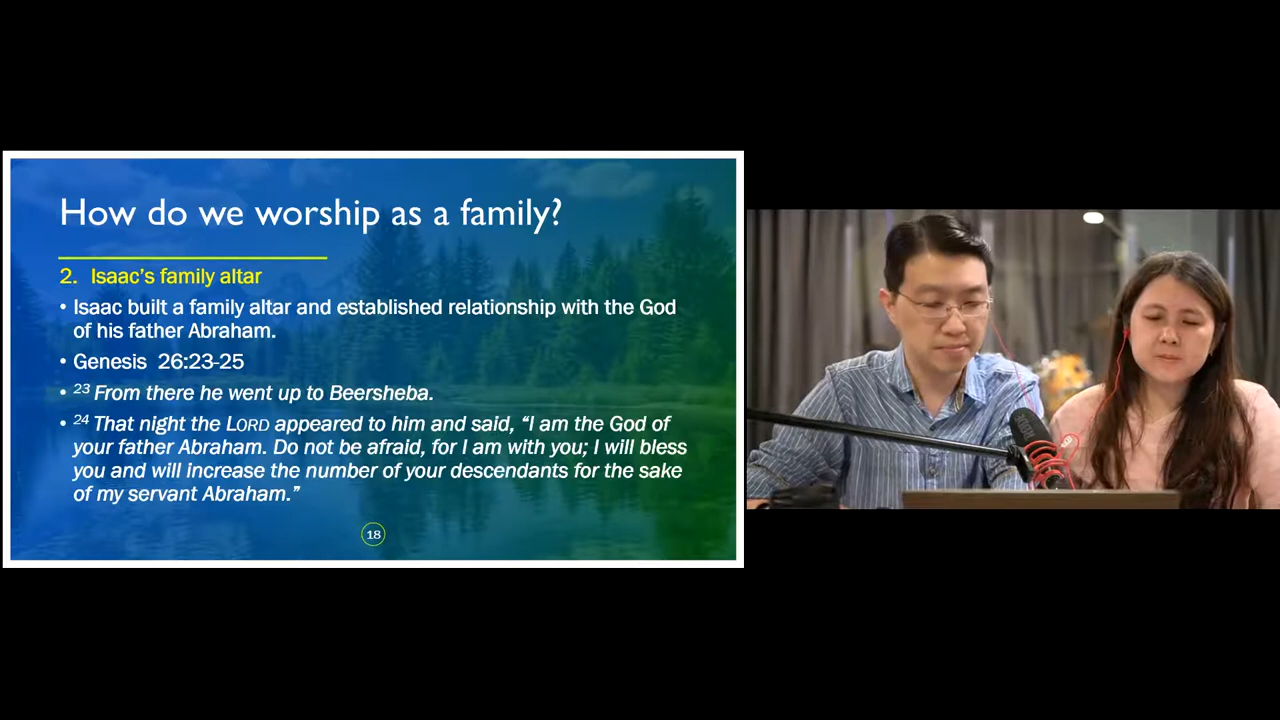 How do we worship as a family?
2. Isaac's family altar
• Isaac built a family altar and established relationship with the God
of his father Abraham.
• Genesis 26:23-25
• 23 From there he went up to Beersheba.
• 24 That night the LORD appeared to him and said, “I am the God of
your father Abraham. Do not be afraid, for I am with you; I will bless
you and will increase the number of your descendants for the sake
of my servant Abraham.”
18